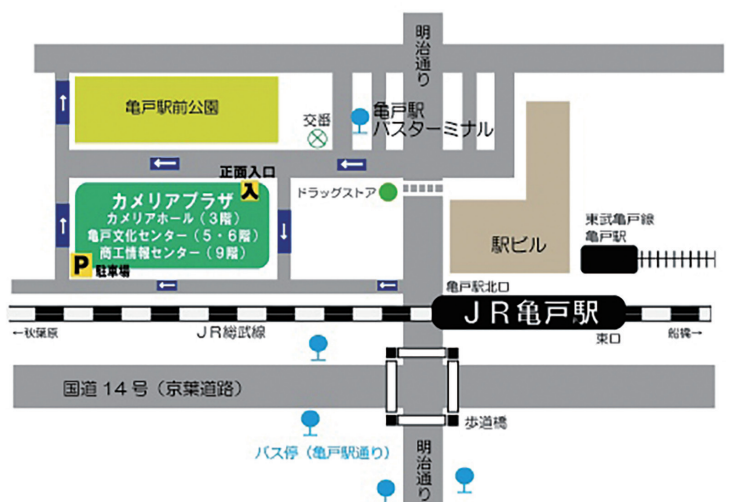 明治通り
亀戸駅前公園
交番
亀戸駅
バスターミナル
正面入口
入
カメリアプラザ
カメリアホール（3階）
亀戸文化センター（5・6階）
商工情報センター（9階）
P 駐車場
ドラッグストア
駅ビル
東武亀戸線
亀戸駅
亀戸駅北口
JR亀戸駅
東口
←秋葉原
JR総武線
船橋→
国道14号（京葉道路）
歩道橋
バス停（亀戸駅通り）
明治通り